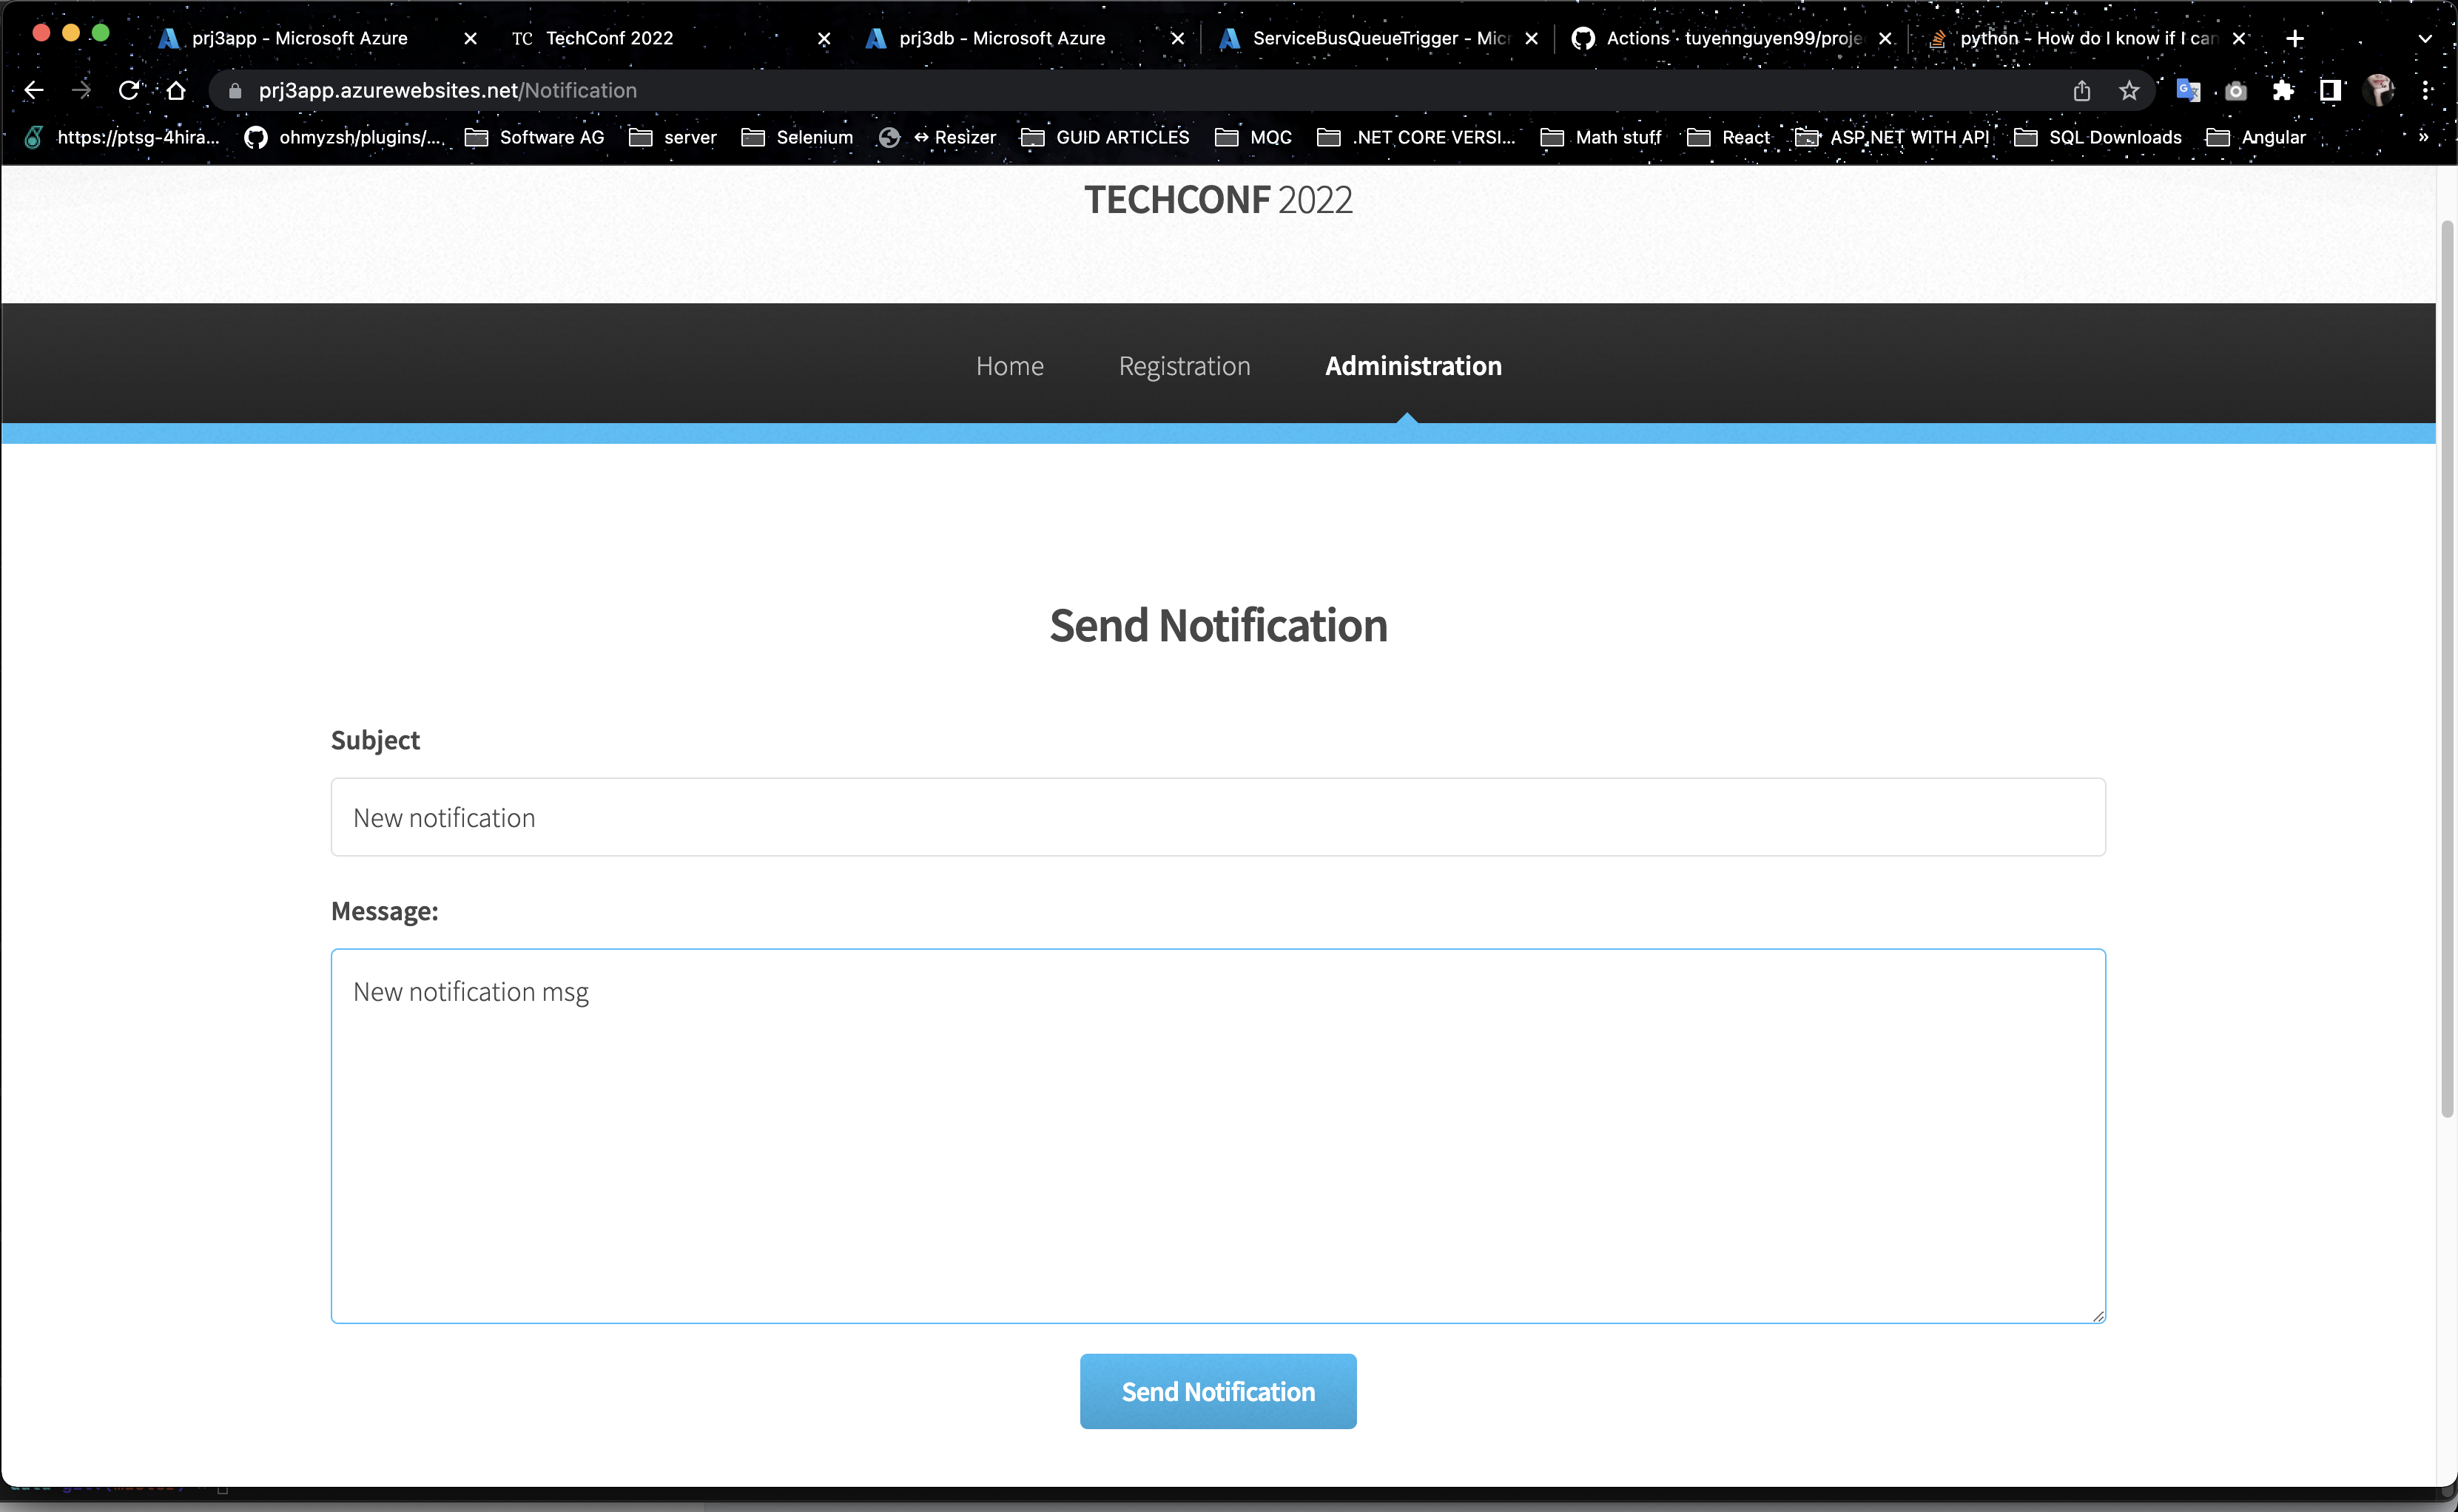 prj3app - Microsoft Azure
TC TechConf 2022
prj3db - Microsoft Azure
ServiceBusQueueTrigger - Micr
Actions · tuyennguyen99/proje
python - How do I know if I can
prj3app.azurewebsites.net/Notification
https://ptsg-4hira...
ohmyzsh/plugins/...
Software AG
server
Selenium
⇔ Resizer
GUID ARTICLES
MQC
.NET CORE VERSI...
Math stuff
React
ASP.NET WITH API
SQL Downloads
Angular
»
TECHCONF 2022
Home
Registration
Administration
Send Notification
Subject
New notification
Message:
New notification msg
Send Notification